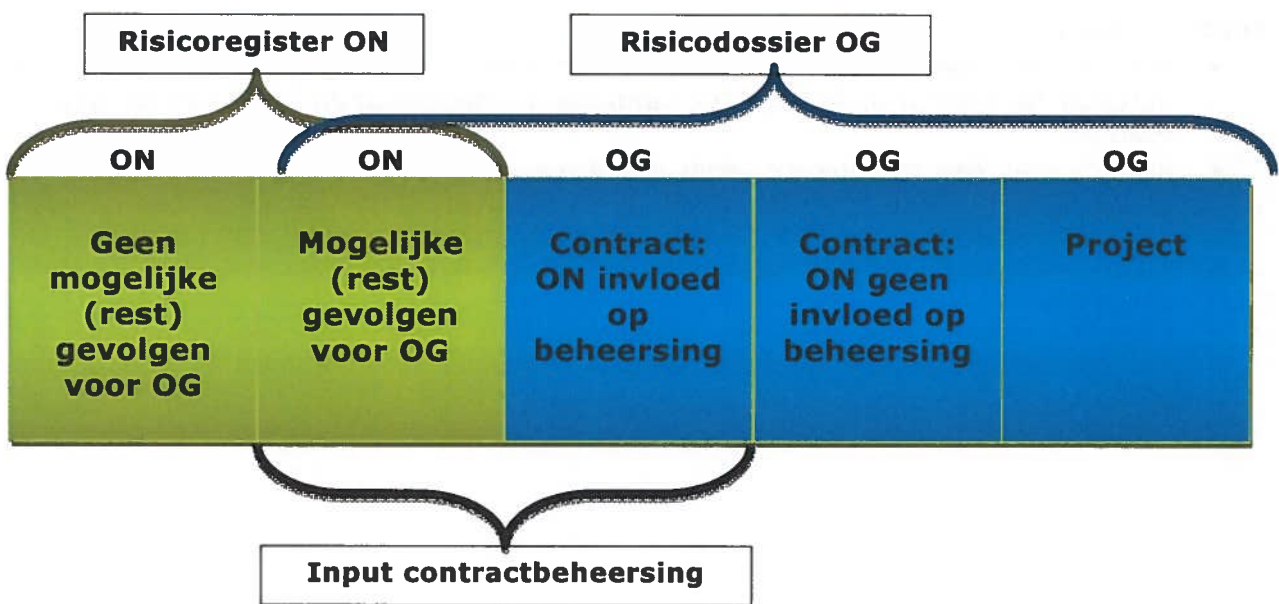 Risicoregister ON
Risicodossier OG
ON
ON
OG
OG
OG
Geen
mogelijke
(rest)
gevolgen
voor OG
Mogelijke
(rest)
gevolgen
voor OG
Contract:
ON invloed
op
beheersing
Contract:
ON geen
invloed op
beheersing
Project
Input contractbeheersing